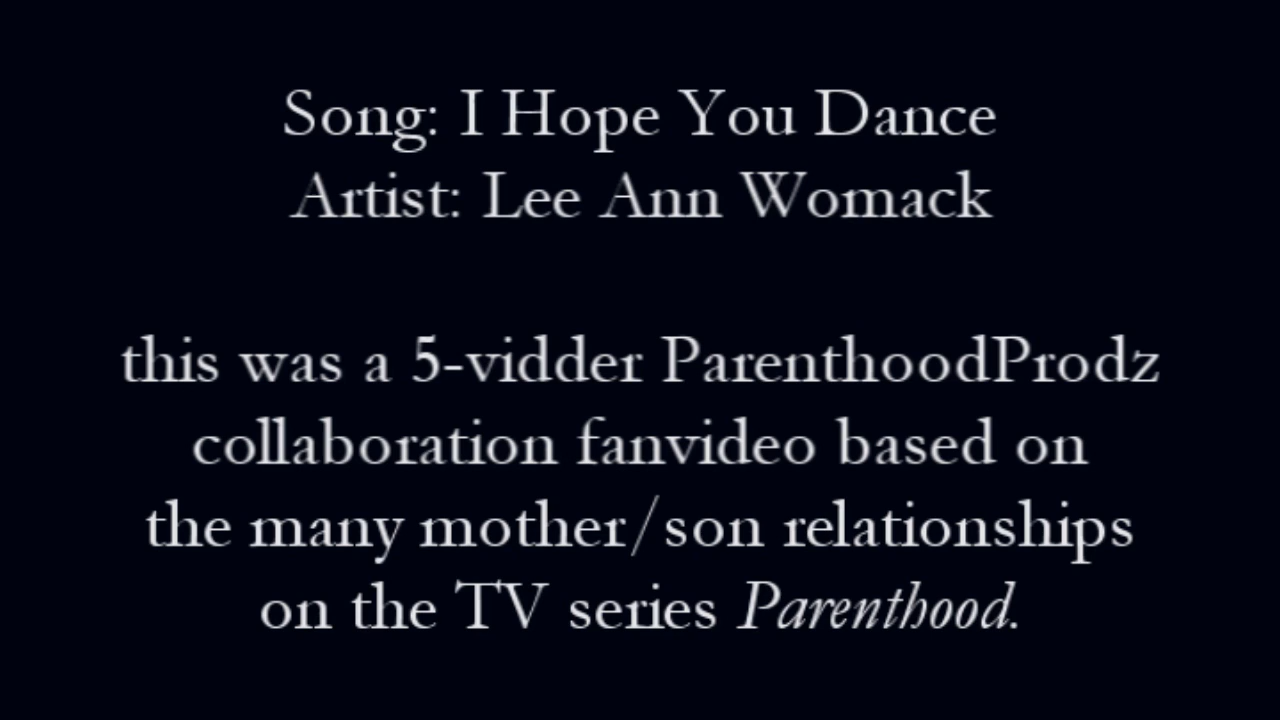 Song: I Hope You Dance
Artist: Lee Ann Womack
this was a 5-vidder ParenthoodProdz
collaboration fanvideo based on
the many mother/son relationships
on the TV series Parenthood.